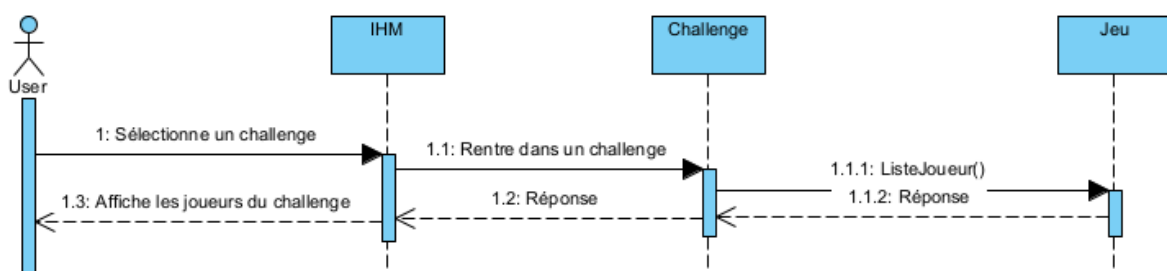 IHM
Challenge
Jeu
User
1: Sélectionne un challenge
1.1: Rentre dans un challenge
1.1.1: ListeJoueur()
1.3: Affiche les joueurs du challenge
1.2: Réponse
1.1.2: Réponse